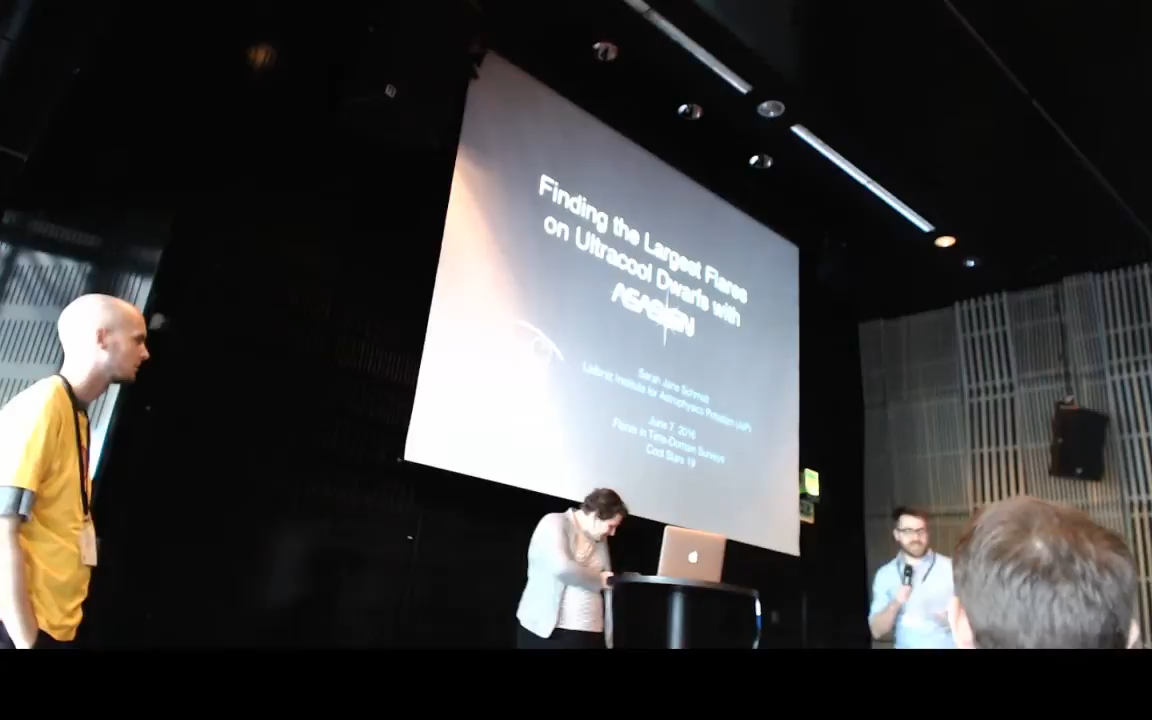 Finding the Largest Flares
on Ultracool Dwarfs with
ASASSN
Sarah Jane Schmidt
Leibniz Institute for Astrophysics Potsdam (AIP)
June 7, 2016
Flares in Time-Domain Surveys
Cool Stars 19